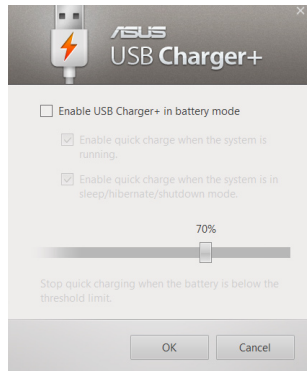 ASUS
USB Charger+
Enable USB Charger+ in battery mode
Enable quick charge when the system is
running.
Enable quick charge when the system is in
sleep/hibernate/shutdown mode.
70%
Stop quick charging when the battery is below the
threshold limit.
OK
Cancel